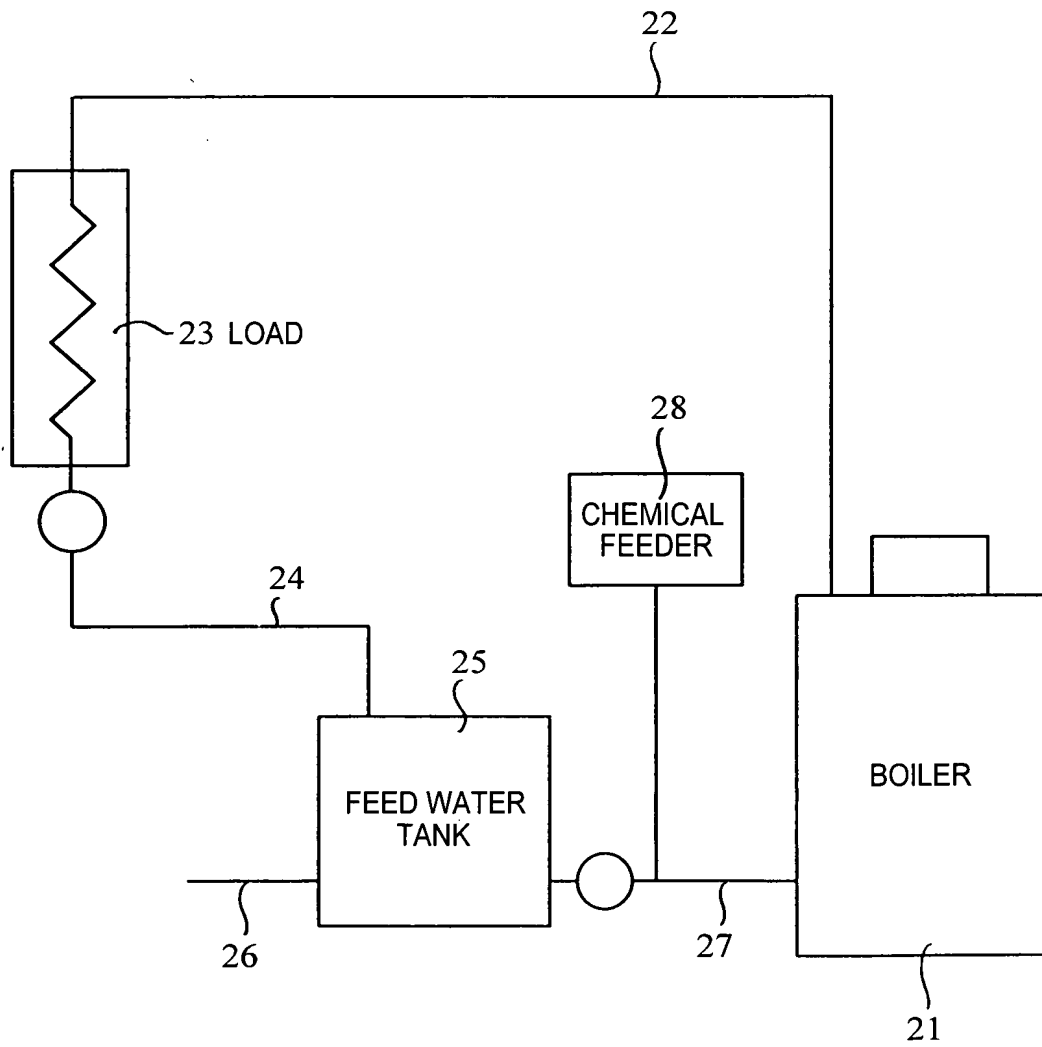 22
23 LOAD
28
CHEMICAL
FEEDER
24
25
FEED WATER
TANK
BOILER
26
27
21